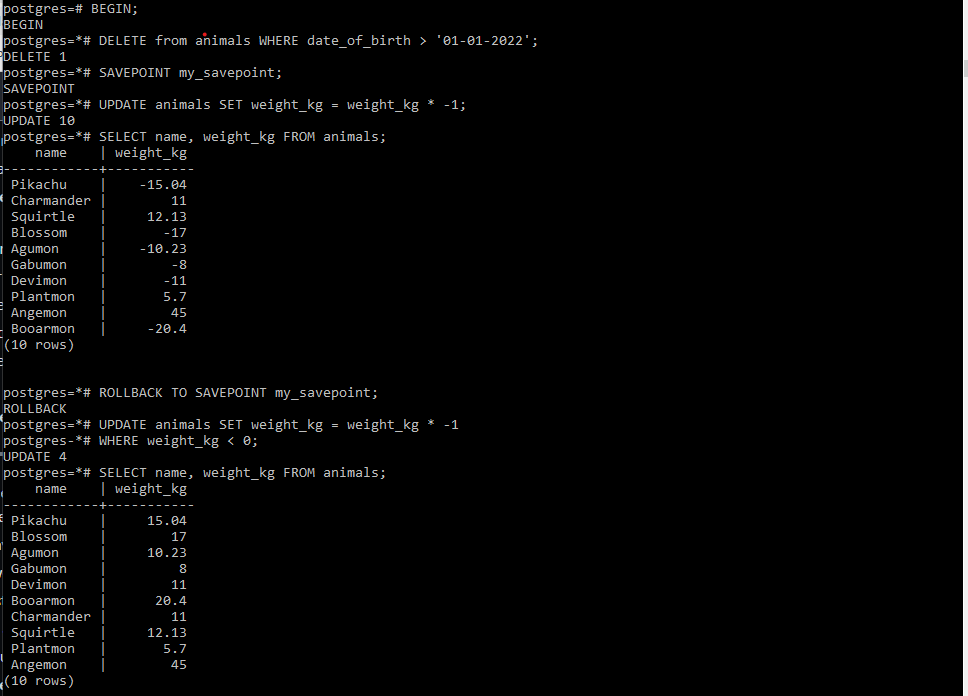 postgres=# BEGIN;
BEGIN
postgres=*# DELETE from animals WHERE date_of_birth > '01-01-2022';
DELETE 1
postgres=*# SAVEPOINT my_savepoint;
SAVEPOINT
postgres=*# UPDATE animals SET weight_kg = weight_kg * -1;
UPDATE 10
postgres=*# SELECT name, weight_kg FROM animals;
    name    | weight_kg
------------+-----------
 Pikachu    |    -15.04
 Charmander |        11
 Squirtle   |     12.13
 Blossom    |       -17
 Agumon     |    -10.23
 Gabumon    |        -8
 Devimon    |       -11
 Plantmon   |       5.7
 Angemon    |        45
 Booarmon   |     -20.4
(10 rows)
postgres=*# ROLLBACK TO SAVEPOINT my_savepoint;
ROLLBACK
postgres=*# UPDATE animals SET weight_kg = weight_kg * -1
postgres-*# WHERE weight_kg < 0;
UPDATE 4
postgres=*# SELECT name, weight_kg FROM animals;
    name    | weight_kg
------------+-----------
 Pikachu    |     15.04
 Blossom    |        17
 Agumon     |     10.23
 Gabumon    |         8
 Devimon    |        11
 Booarmon   |      20.4
 Charmander |        11
 Squirtle   |     12.13
 Plantmon   |       5.7
 Angemon    |        45
(10 rows)